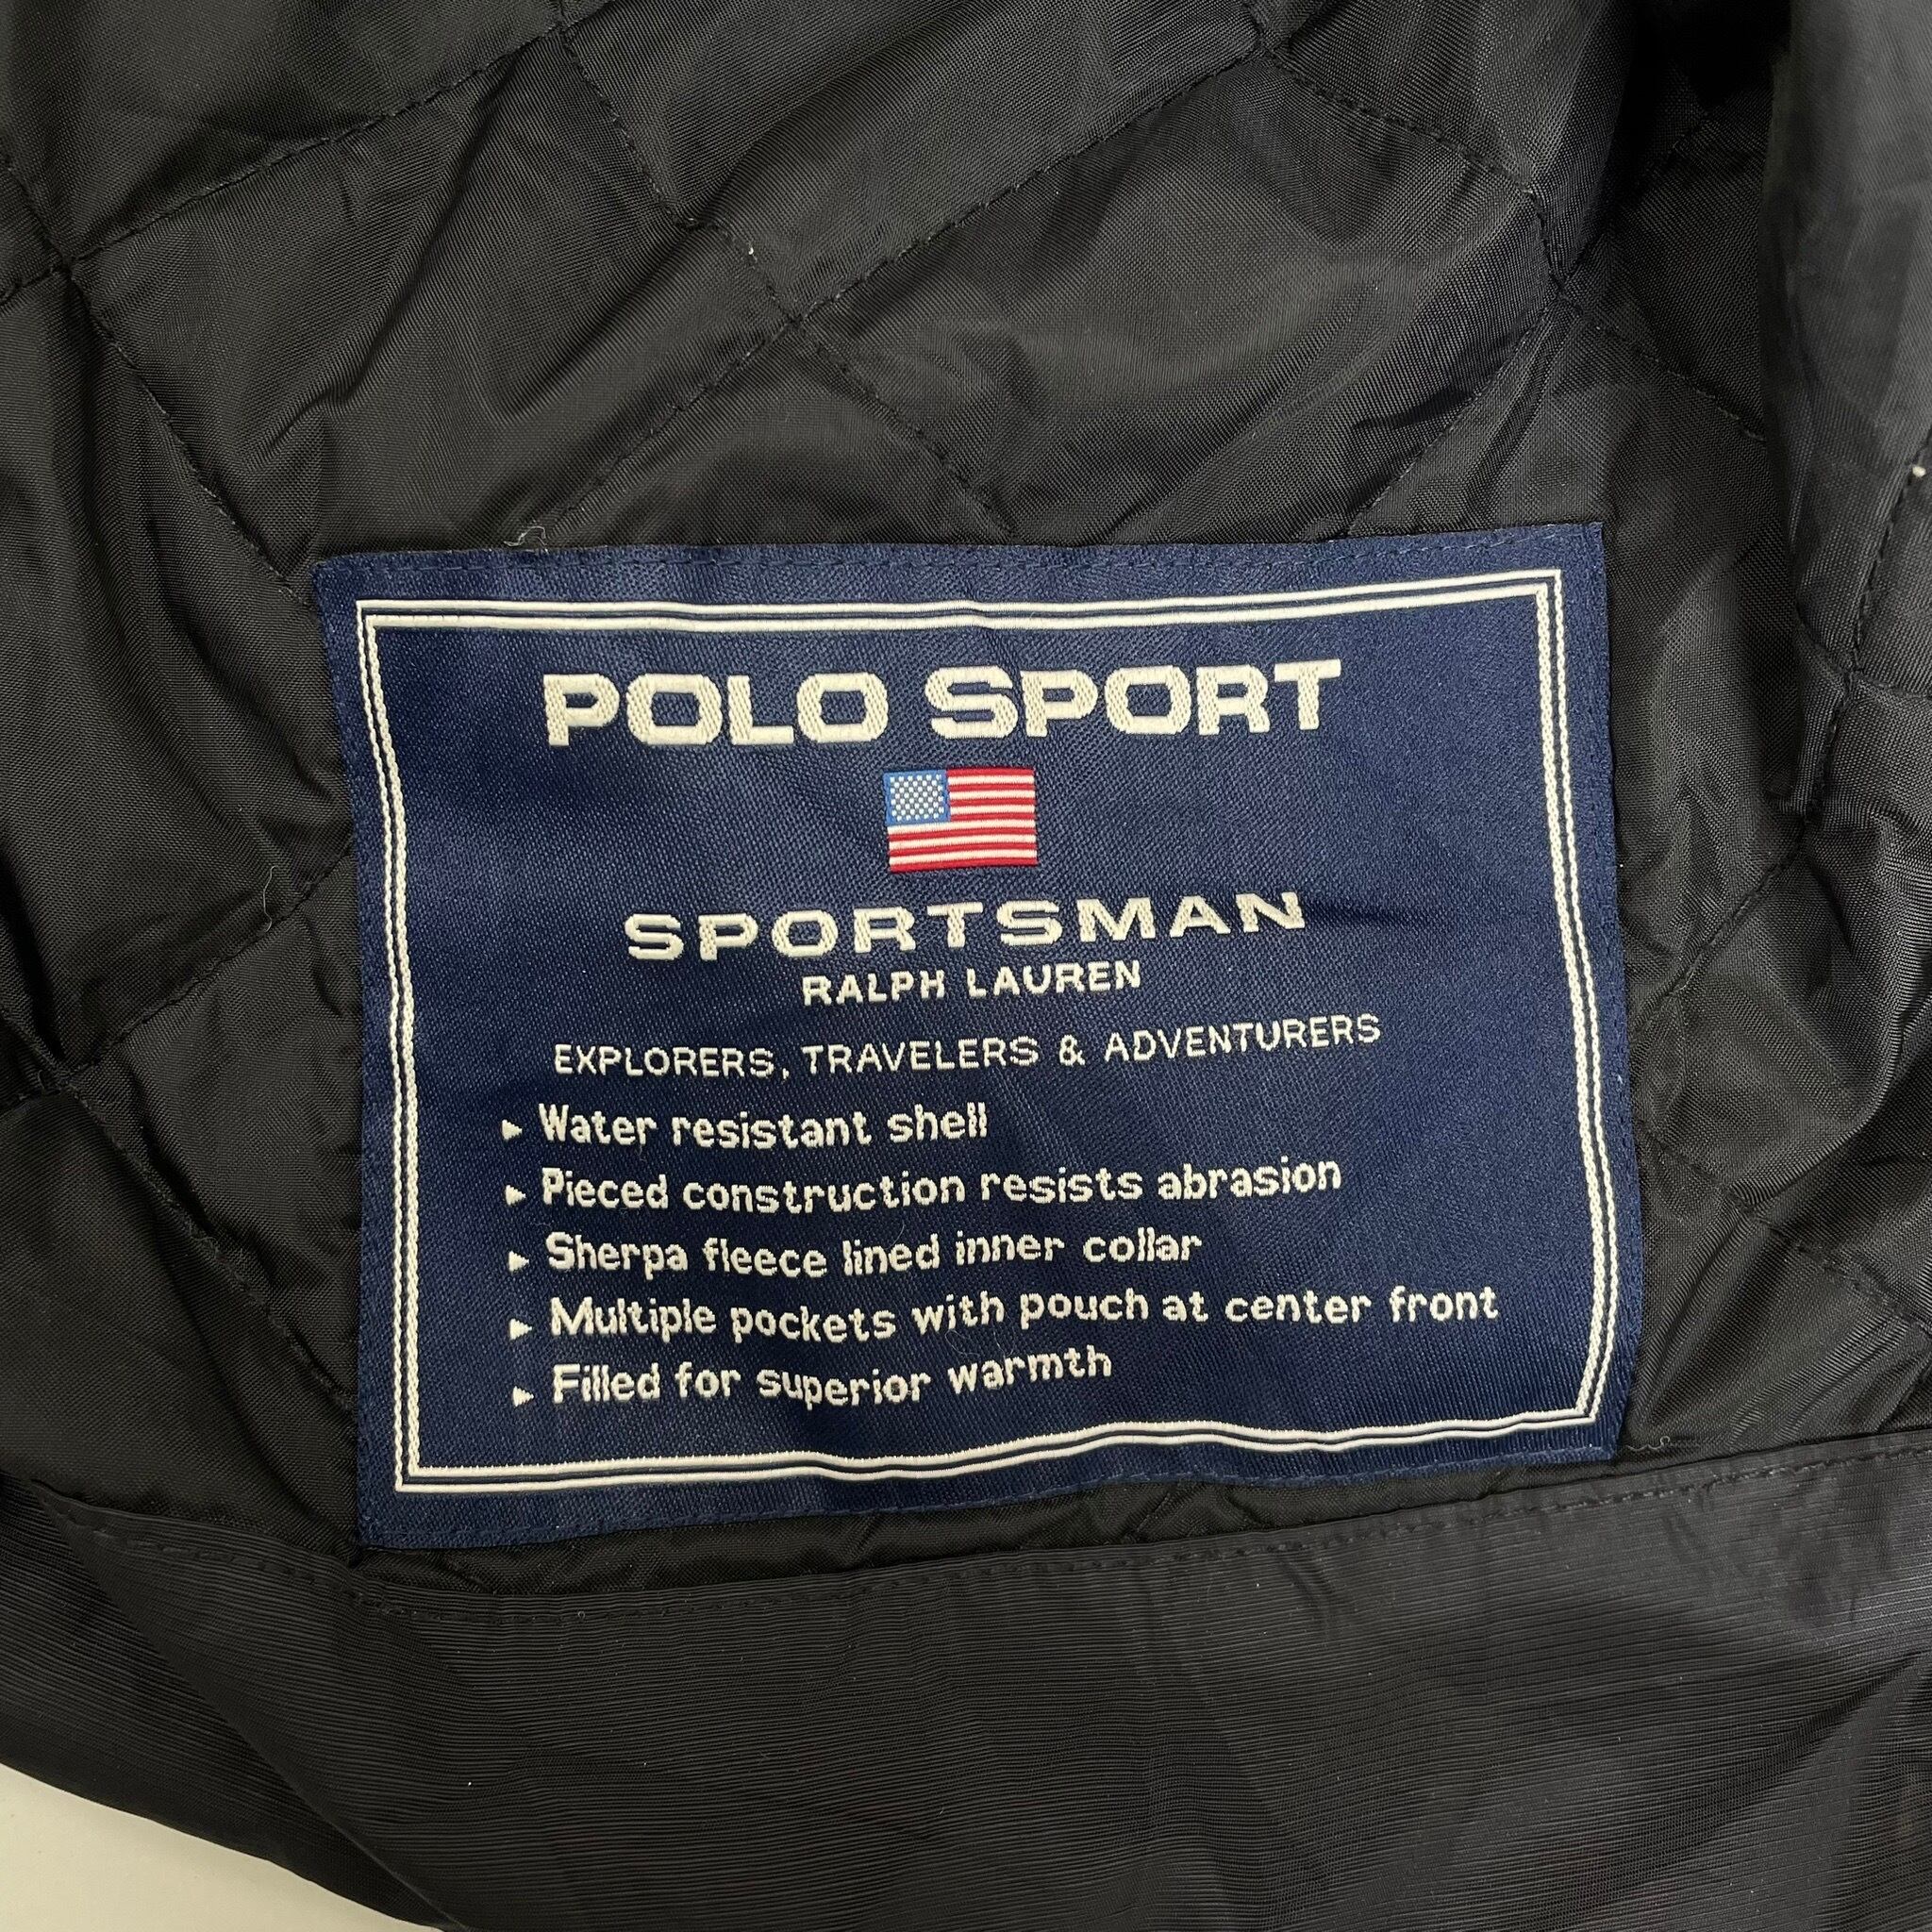 POLO SPORT
SPORTSMAN
RALPH LAUREN
EXPLORERS, TRAVELERS & ADVENTURERS
▸ Water resistant shell
▸ Pieced construction resists abrasion
▸ Sherpa fleece lined inner collar
▸ Multiple pockets with pouch at center front
▸ Filled for superior warmth